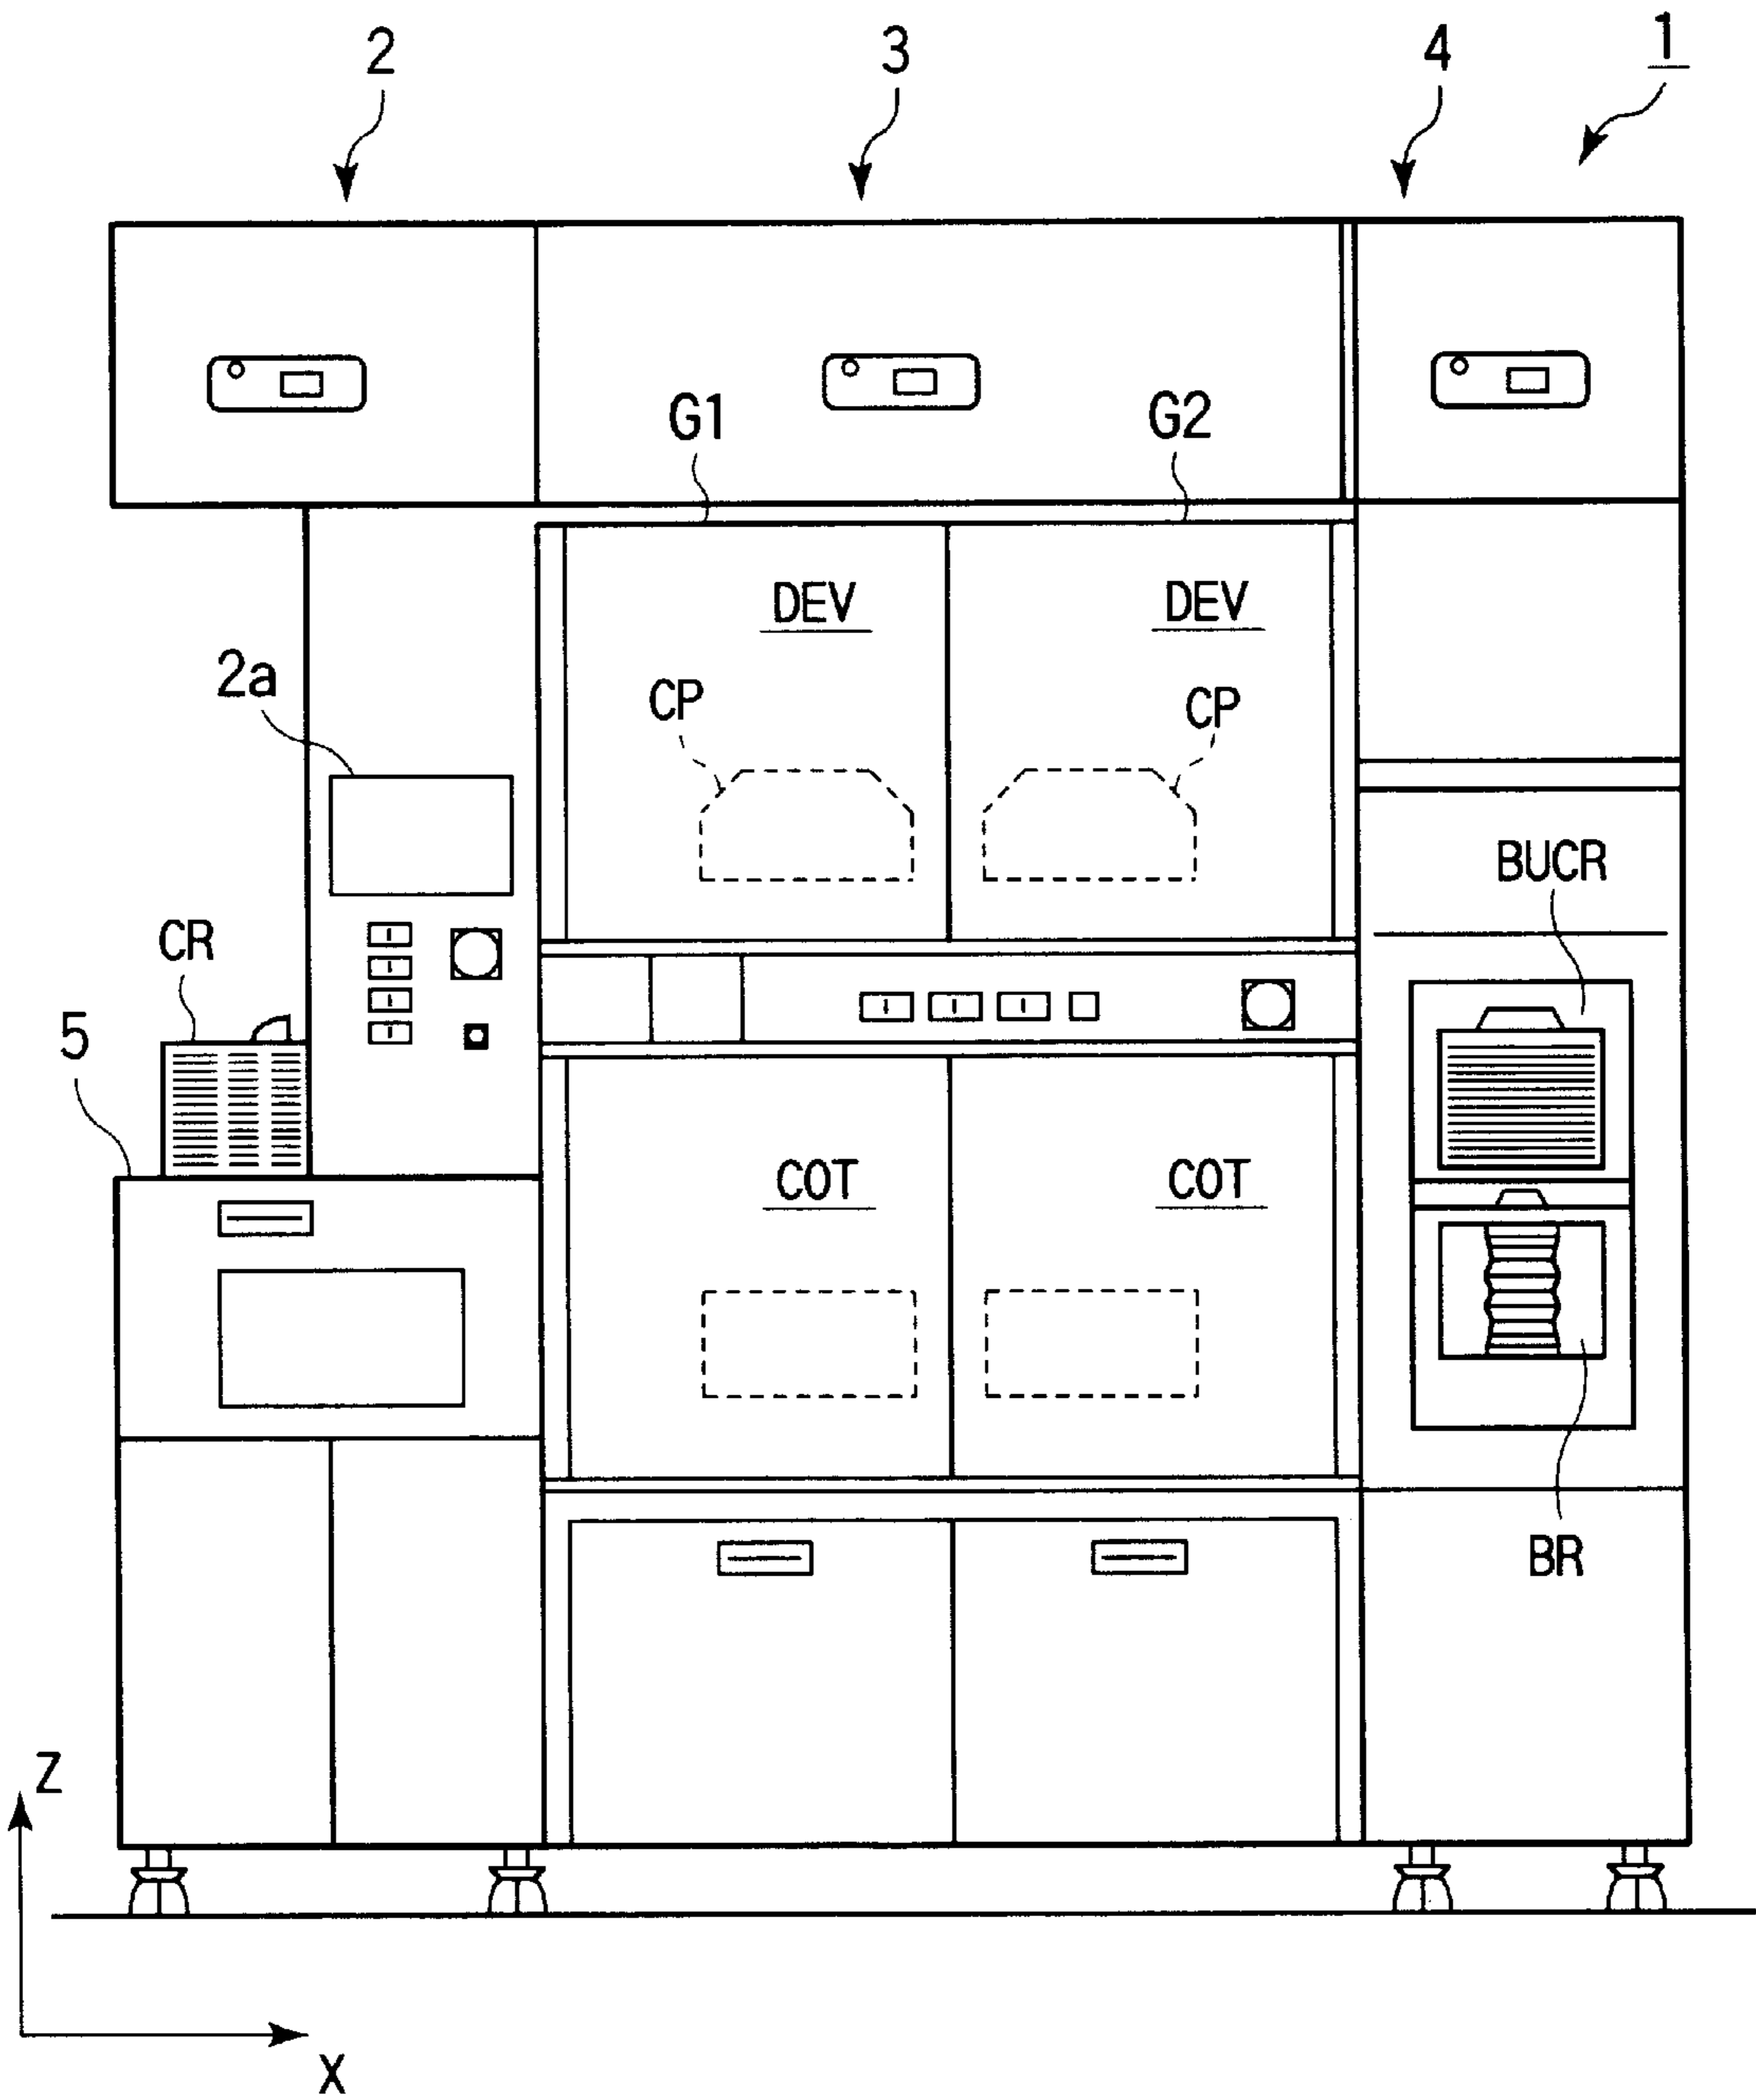 2 3 4 1
G1 G2
DEV DEV
2a CP CP
BUCR
CR
5
COT COT
BR
Z
X